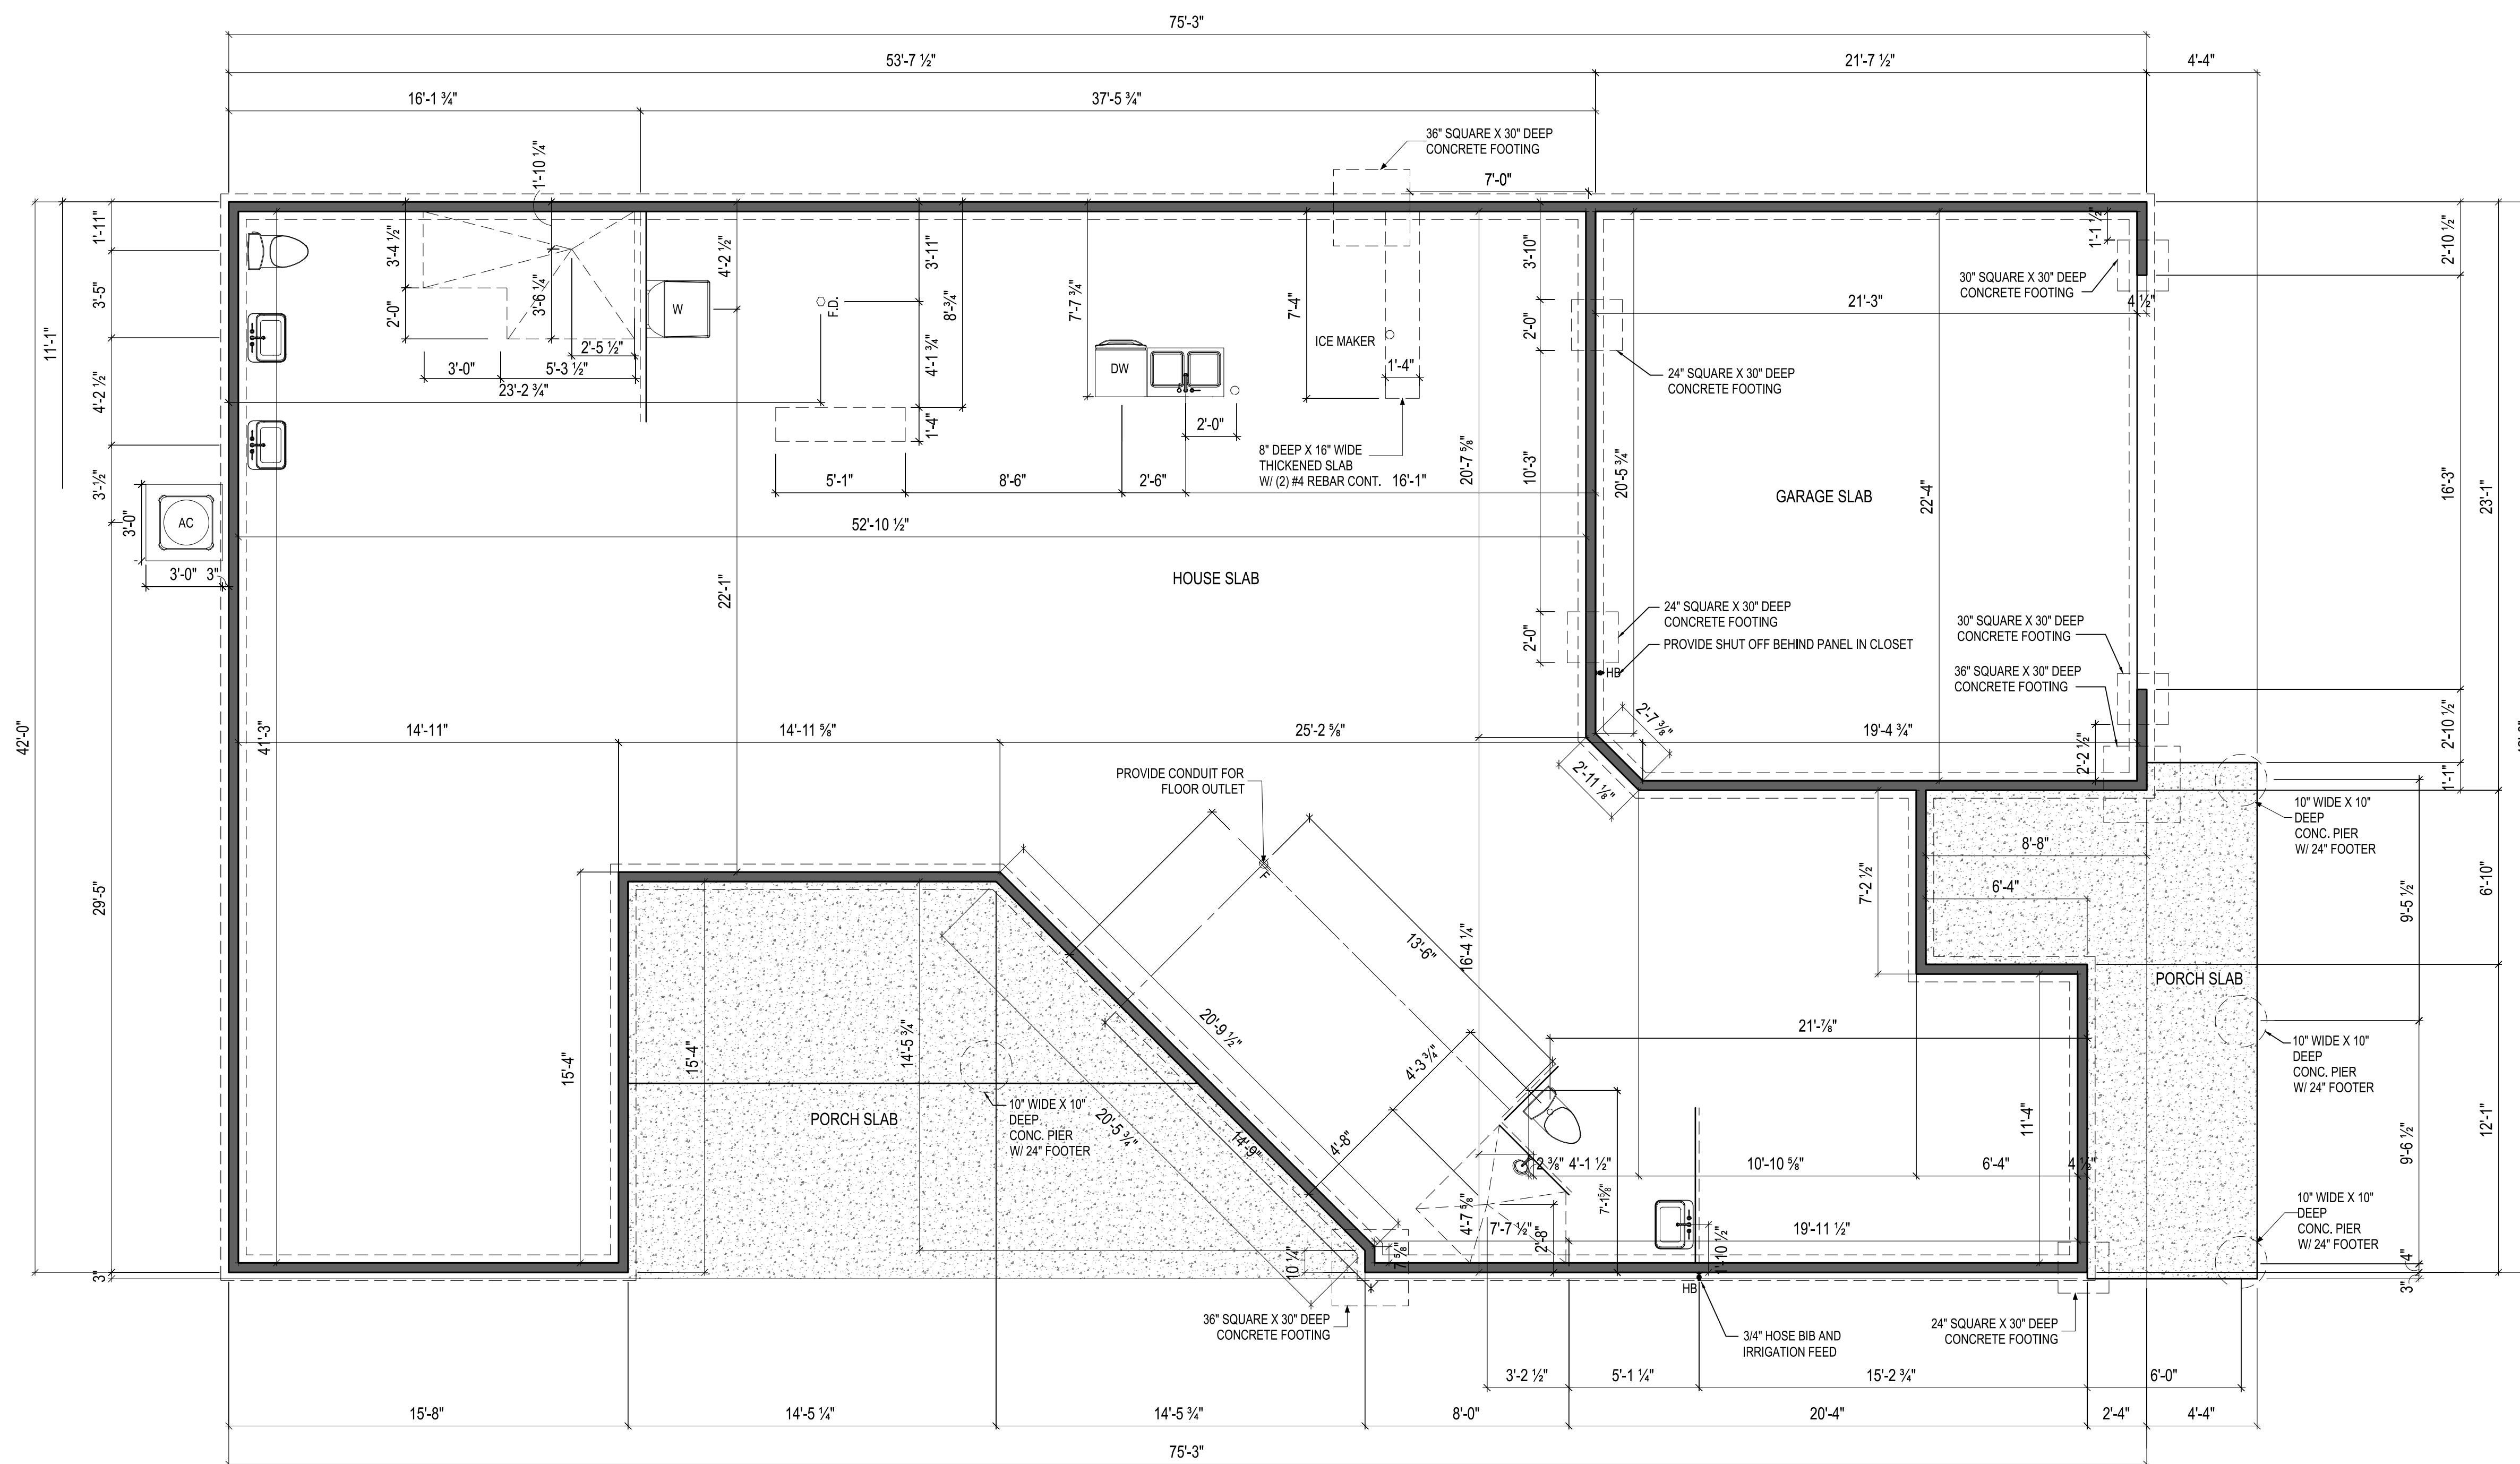 75'-3"
53'-7 ½"
21'-7 ½"
4'-4"
16'-1 ¾"
37'-5 ¾"
36" SQUARE X 30" DEEP
CONCRETE FOOTING
7'-0"
1'-10 ¼"
1'-11"
3'-5"
4'-2 ½"
3'-½"
11'-1"
42'-0"
29'-5"
3"
3'-4 ½"
2'-0"
3'-6 ¼"
2'-5 ½"
3'-0"
5'-3 ½"
23'-2 ¾"
W
4'-2 ½"
F.D.
3'-11"
8'-¾"
4'-1 ¾"
1'-4"
7'-7 ¾"
DW
2'-0"
7'-4"
ICE MAKER
1'-4"
8" DEEP X 16" WIDE
THICKENED SLAB
W/ (2) #4 REBAR CONT.
16'-1"
5'-1"
8'-6"
2'-6"
52'-10 ½"
20'-7 ⅝"
3'-10"
2'-0"
10'-3"
2'-0"
20'-5 ¾"
24" SQUARE X 30" DEEP
CONCRETE FOOTING
21'-3"
4 ½"
1'-1 ½"
30" SQUARE X 30" DEEP
CONCRETE FOOTING
2'-10 ½"
16'-3"
23'-1"
GARAGE SLAB
22'-4"
AC
3'-0"
3'-0"
3"
22'-1"
HOUSE SLAB
24" SQUARE X 30" DEEP
CONCRETE FOOTING
PROVIDE SHUT OFF BEHIND PANEL IN CLOSET
HB
30" SQUARE X 30" DEEP
CONCRETE FOOTING
36" SQUARE X 30" DEEP
CONCRETE FOOTING
2'-7 ⅜"
2'-11 ⅛"
19'-4 ¾"
2'-2 ½"
2'-10 ½"
1'-1"
14'-11"
41'-3"
14'-11 ⅝"
25'-2 ⅝"
PROVIDE CONDUIT FOR
FLOOR OUTLET
F
10" WIDE X 10"
DEEP
CONC. PIER
W/ 24" FOOTER
8'-8"
6'-4"
7'-2 ½"
6'-10"
9'-5 ½"
13'-6"
16'-4 ¼"
20'-9 ½"
4'-3 ¾"
PORCH SLAB
21'-⅞"
15'-4"
15'-4"
14'-5 ¾"
PORCH SLAB
10" WIDE X 10"
DEEP
CONC. PIER
W/ 24" FOOTER
20'-5 ¾"
14'-9"
4'-8"
10" WIDE X 10"
DEEP
CONC. PIER
W/ 24" FOOTER
11'-4"
12'-1"
9'-6 ½"
2 ⅜"
4'-1 ½"
10'-10 ⅝"
6'-4"
4 ½"
7'-1⅝"
4'-7 ⅝"
7'-7 ½"
2'-8"
19'-11 ½"
1'-10 ½"
10 ¼"
7 ⅝"
10" WIDE X 10"
DEEP
CONC. PIER
W/ 24" FOOTER
4"
3"
HB
36" SQUARE X 30" DEEP
CONCRETE FOOTING
3/4" HOSE BIB AND
IRRIGATION FEED
24" SQUARE X 30" DEEP
CONCRETE FOOTING
3'-2 ½"
5'-1 ¼"
15'-2 ¾"
6'-0"
15'-8"
14'-5 ¼"
14'-5 ¾"
8'-0"
20'-4"
2'-4"
4'-4"
75'-3"